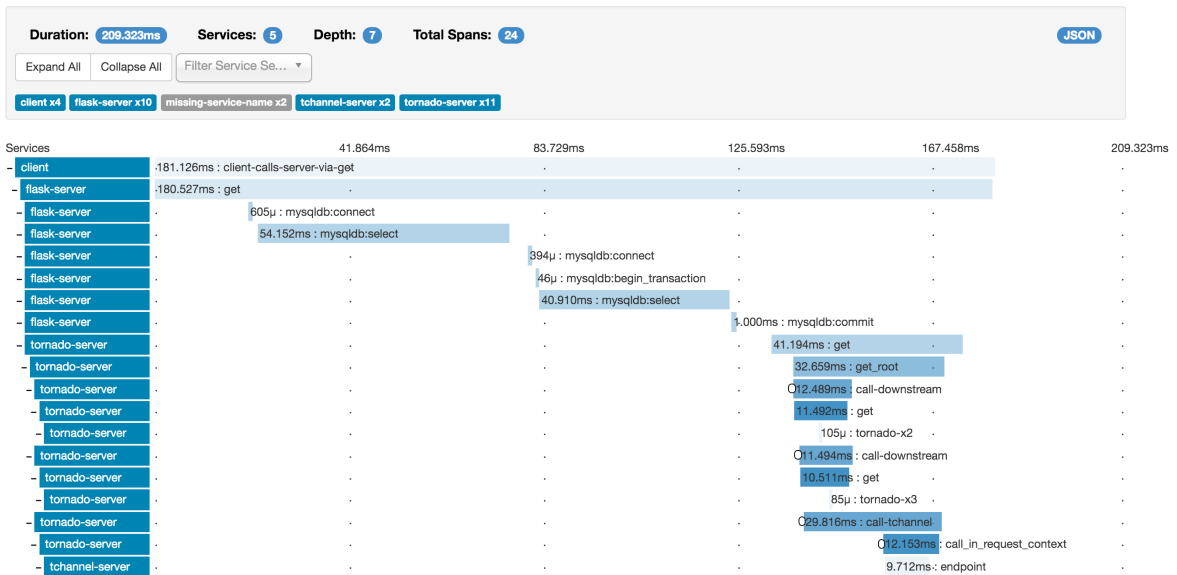 Duration: 209.323ms Services: 5 Depth: 7 Total Spans: 24 JSON
Expand All Collapse All Filter Service Se...
client x4 flask-server x10 missing-service-name x2 tchannel-server x2 tornado-server x11
Services 41.864ms 83.729ms 125.593ms 167.458ms 209.323ms
- client 181.126ms : client-calls-server-via-get
- flask-server 180.527ms : get
- flask-server 605μ : mysqldb:connect
- flask-server 54.152ms : mysqldb:select
- flask-server 394μ : mysqldb:connect
- flask-server 46μ : mysqldb:begin_transaction
- flask-server 40.910ms : mysqldb:select
- flask-server 1.000ms : mysqldb:commit
- tornado-server 41.194ms : get
- tornado-server 32.659ms : get_root
- tornado-server 12.489ms : call-downstream
- tornado-server 11.492ms : get
- tornado-server 105μ : tornado-x2
- tornado-server 11.494ms : call-downstream
- tornado-server 10.511ms : get
- tornado-server 85μ : tornado-x3
- tornado-server 29.816ms : call-tchannel
- tornado-server 12.153ms : call_in_request_context
- tchannel-server 9.712ms : endpoint